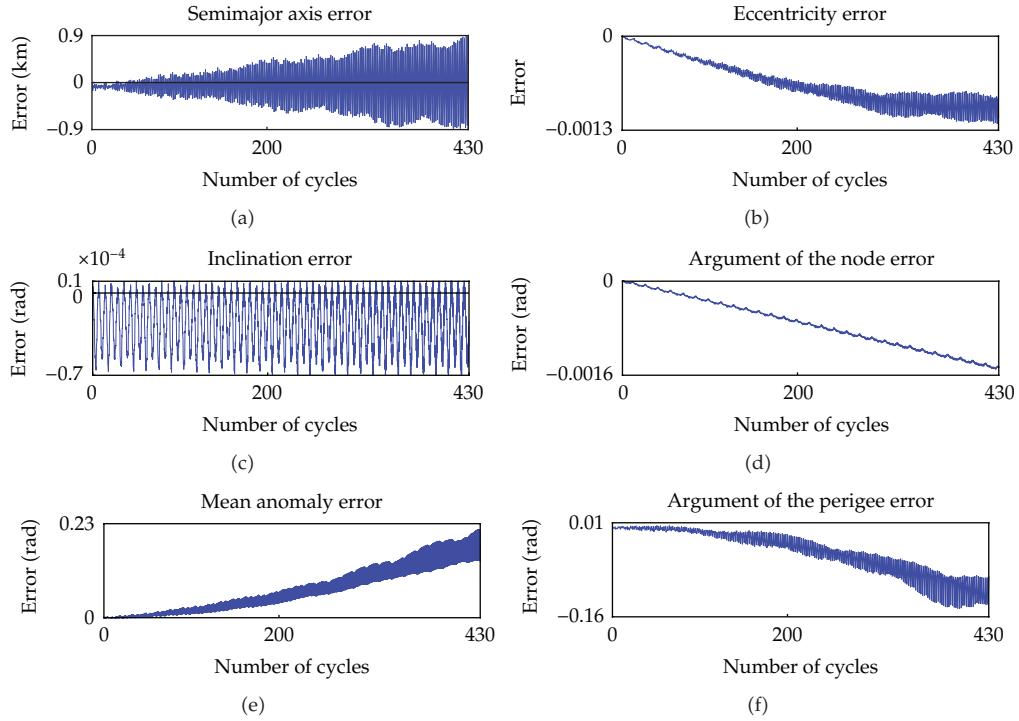 Semimajor axis error
0.9
0
−0.9
Error (km)
0 200 430
Number of cycles
(a)
Eccentricity error
0
−0.0013
Error
0 200 430
Number of cycles
(b)
×10−4
Inclination error
0.1
0
−0.7
Error (rad)
0 200 430
Number of cycles
(c)
Argument of the node error
0
−0.0016
Error (rad)
0 200 430
Number of cycles
(d)
Mean anomaly error
0.23
0
Error (rad)
0 200 430
Number of cycles
(e)
Argument of the perigee error
0.01
−0.16
Error (rad)
0 200 430
Number of cycles
(f)